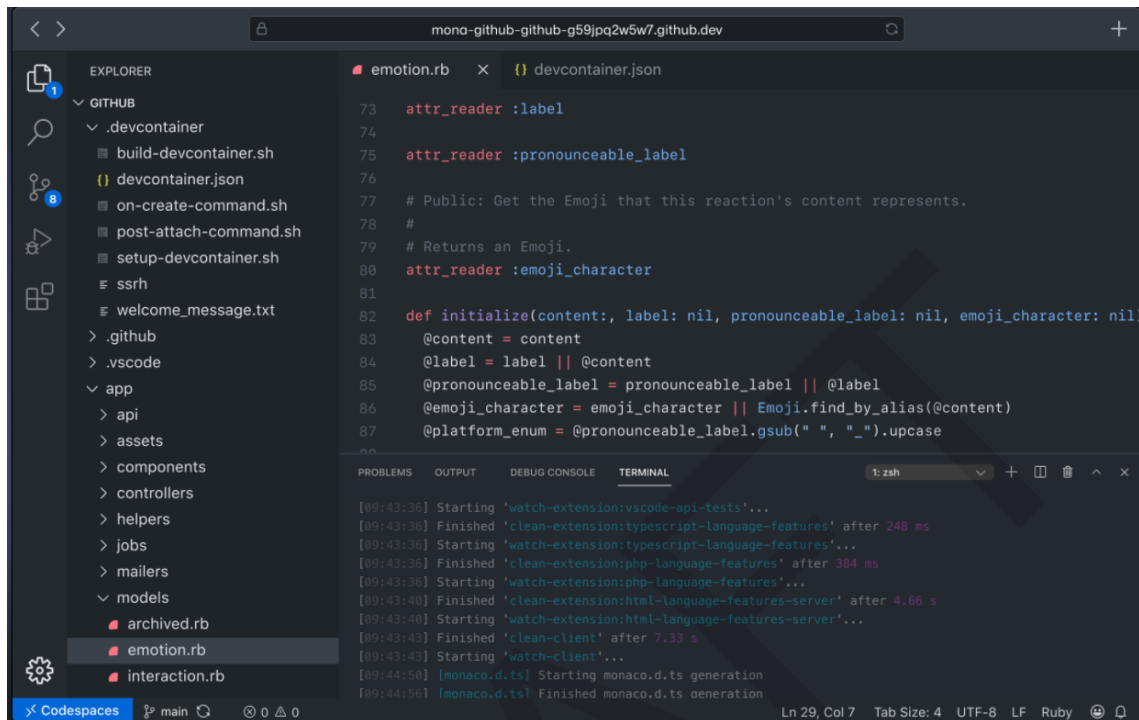 mona-github-github-g59jpq2w5w7.github.dev
EXPLORER
GITHUB
.devcontainer
build-devcontainer.sh
{} devcontainer.json
on-create-command.sh
post-attach-command.sh
setup-devcontainer.sh
ssrh
welcome_message.txt
.github
.vscode
app
api
assets
components
controllers
helpers
jobs
mailers
models
archived.rb
emotion.rb
interaction.rb
1
8
emotion.rb × {} devcontainer.json
73 attr_reader :label
74
75 attr_reader :pronounceable_label
76
77 # Public: Get the Emoji that this reaction's content represents.
78 #
79 # Returns an Emoji.
80 attr_reader :emoji_character
81
82 def initialize(content:, label: nil, pronounceable_label: nil, emoji_character: nil)
83 @content = content
84 @label = label || @content
85 @pronounceable_label = pronounceable_label || @label
86 @emoji_character = emoji_character || Emoji.find_by_alias(@content)
87 @platform_enum = @pronounceable_label.gsub(" ", "_").upcase
PROBLEMS OUTPUT DEBUG CONSOLE TERMINAL 1: zsh
[09:43:36] Starting 'watch-extension:vscode-api-tests'...
[09:43:36] Finished 'clean-extension:typescript-language-features' after 248 ms
[09:43:36] Starting 'watch-extension:typescript-language-features'...
[09:43:36] Finished 'clean-extension:php-language-features' after 384 ms
[09:43:36] Starting 'watch-extension:php-language-features'...
[09:43:40] Finished 'clean-extension:html-language-features-server' after 4.66 s
[09:43:40] Starting 'watch-extension:html-language-features-server'...
[09:43:43] Finished 'clean-client' after 7.33 s
[09:43:43] Starting 'watch-client'...
[09:44:50] [monaco.d.ts] Starting monaco.d.ts generation
[09:44:56] [monaco.d.ts] Finished monaco.d.ts generation
Codespaces main 0 0 Ln 29, Col 7 Tab Size: 4 UTF-8 LF Ruby